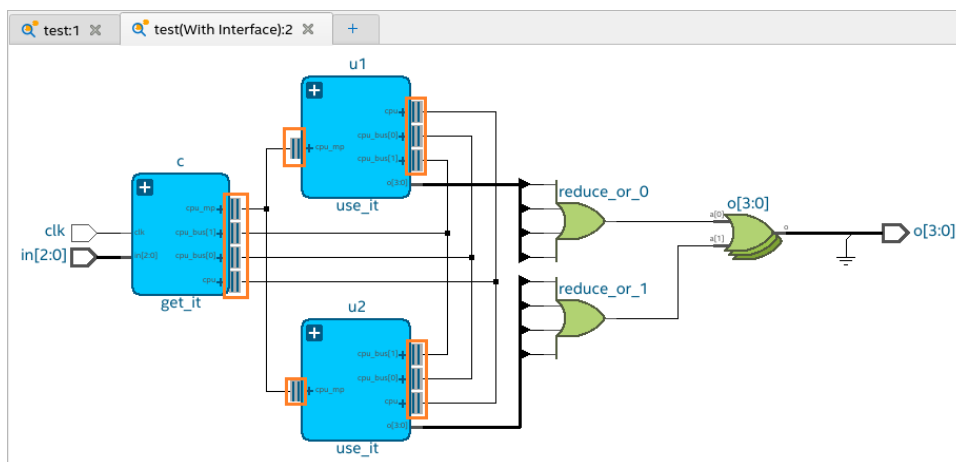 test:1
test(With Interface):2
u1
cpu
cpu_bus[0]
cpu_mp
cpu_bus[1]
o[3:0]
use_it
c
cpu_mp
clk
clk
cpu_bus[1]
in[2:0]
in[2:0]
cpu_bus[0]
cpu
get_it
reduce_or_0
o[3:0]
a[0]
a[1]
o
o[3:0]
reduce_or_1
u2
cpu_bus[1]
cpu_bus[0]
cpu_mp
cpu
o[3:0]
use_it